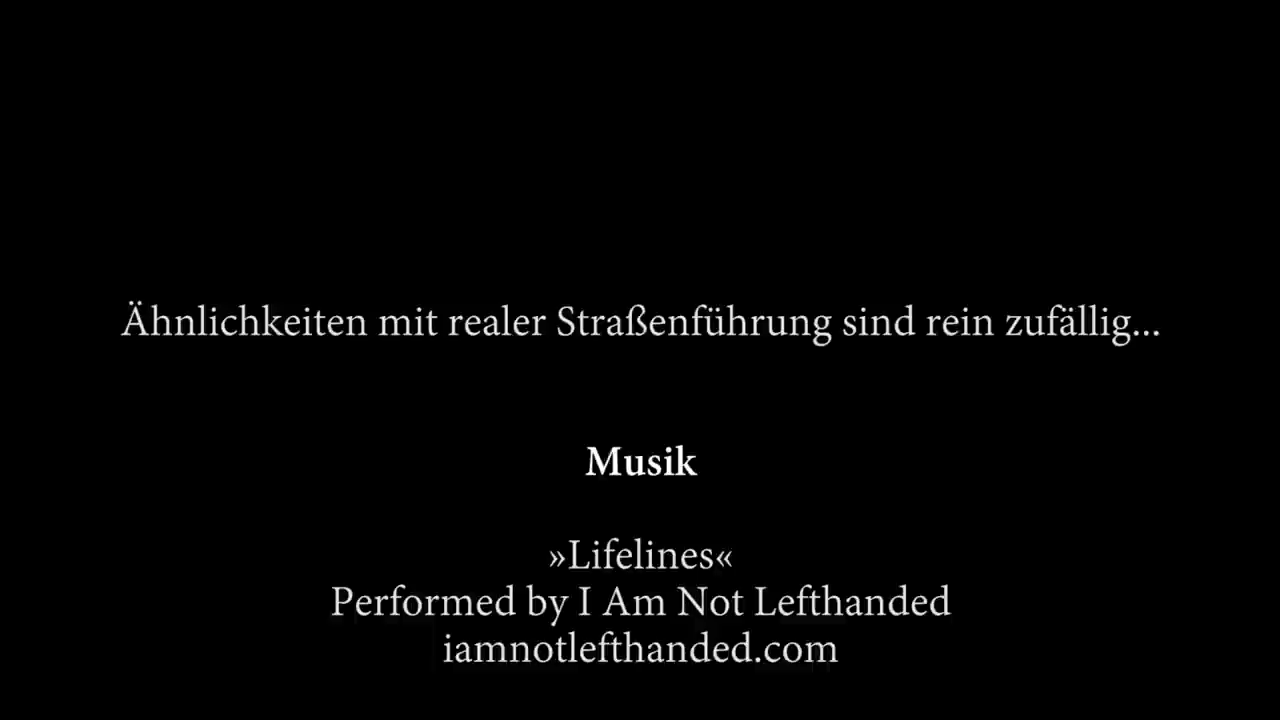 Ähnlichkeiten mit realer Straßenführung sind rein zufällig...
Musik
»Lifelines«
Performed by I Am Not Lefthanded
iamnotlefthanded.com